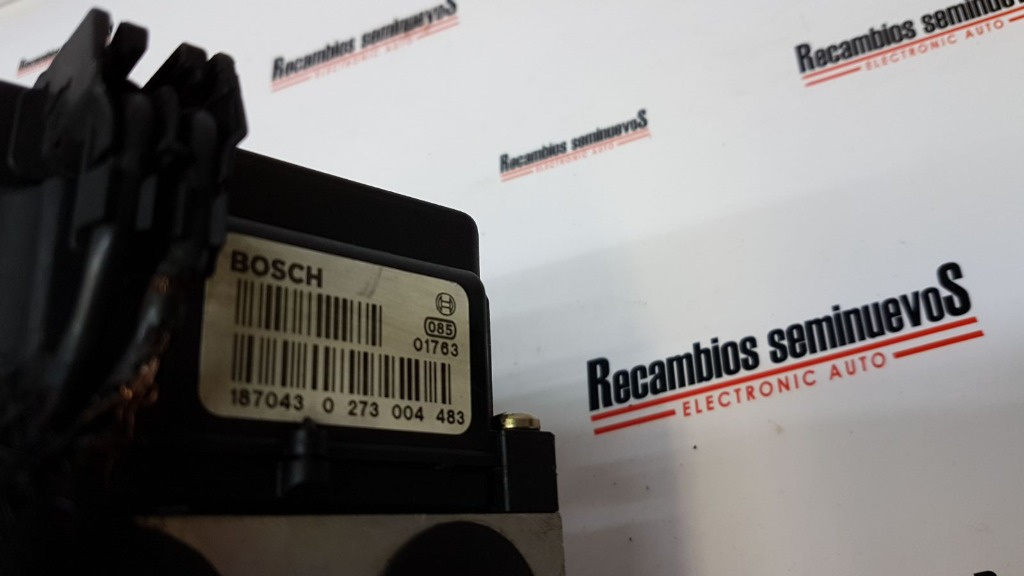 Recambios seminuevoS
Recambios seminuevoS
ELECTRONIC AUTO
Recambios seminuevoS
ELECTRONIC AUTO
BOSCH
085
01763
187043 0 273 004 483
Recambios seminuevoS
ELECTRONIC AUTO